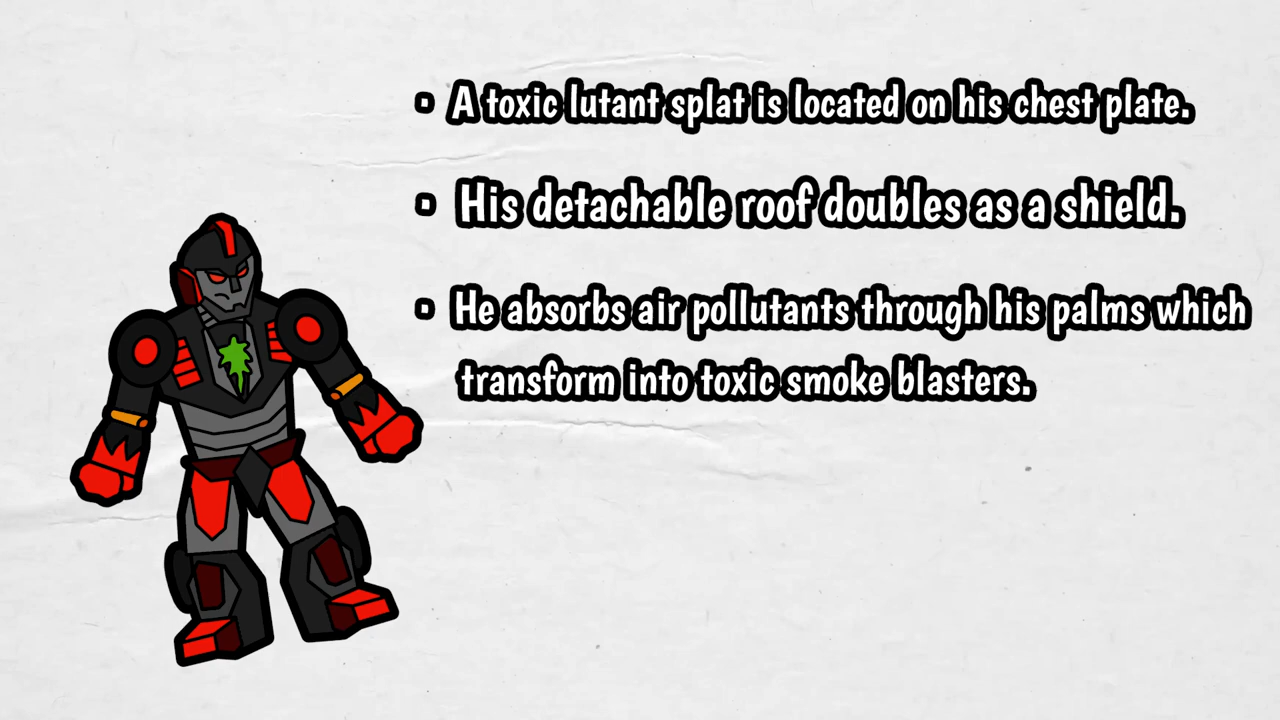 A toxic lutant splat is located on his chest plate.
His detachable roof doubles as a shield.
He absorbs air pollutants through his palms which
transform into toxic smoke blasters.